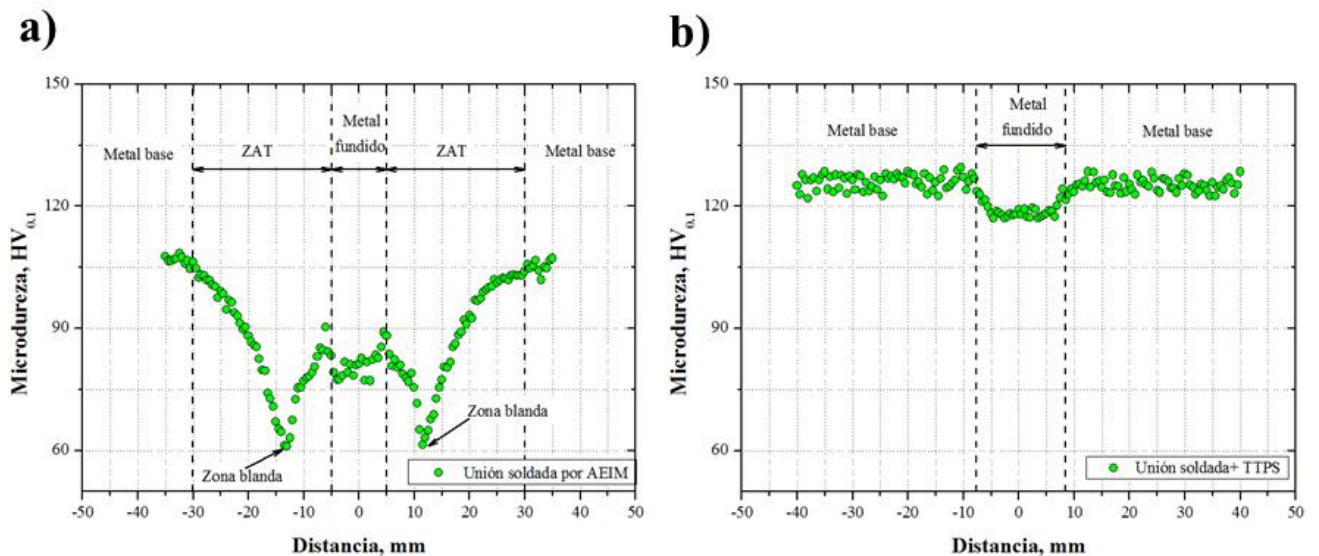 a)
150
120
90
60
Microdureza, HV0.1
Metal base
ZAT
Metal
fundido
ZAT
Metal base
Zona blanda
Zona blanda
Unión soldada por AEIM
-50 -40 -30 -20 -10 0 10 20 30 40 50
Distancia, mm
b)
150
120
90
60
Microdureza, HV0.1
Metal base
Metal
fundido
Metal base
Unión soldada+ TTPS
-50 -40 -30 -20 -10 0 10 20 30 40 50
Distancia, mm